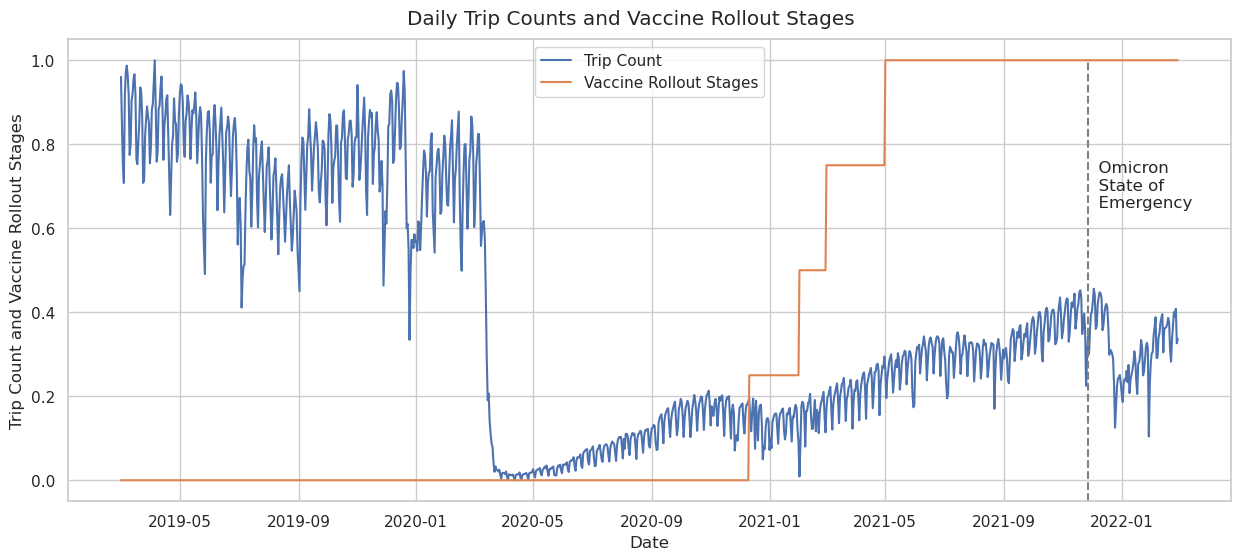 Daily Trip Counts and Vaccine Rollout Stages
Trip Count and Vaccine Rollout Stages
1.0
0.8
0.6
0.4
0.2
0.0
Trip Count
Vaccine Rollout Stages
Omicron
State of
Emergency
2019-05
2019-09
2020-01
2020-05
2020-09
2021-01
2021-05
2021-09
2022-01
Date